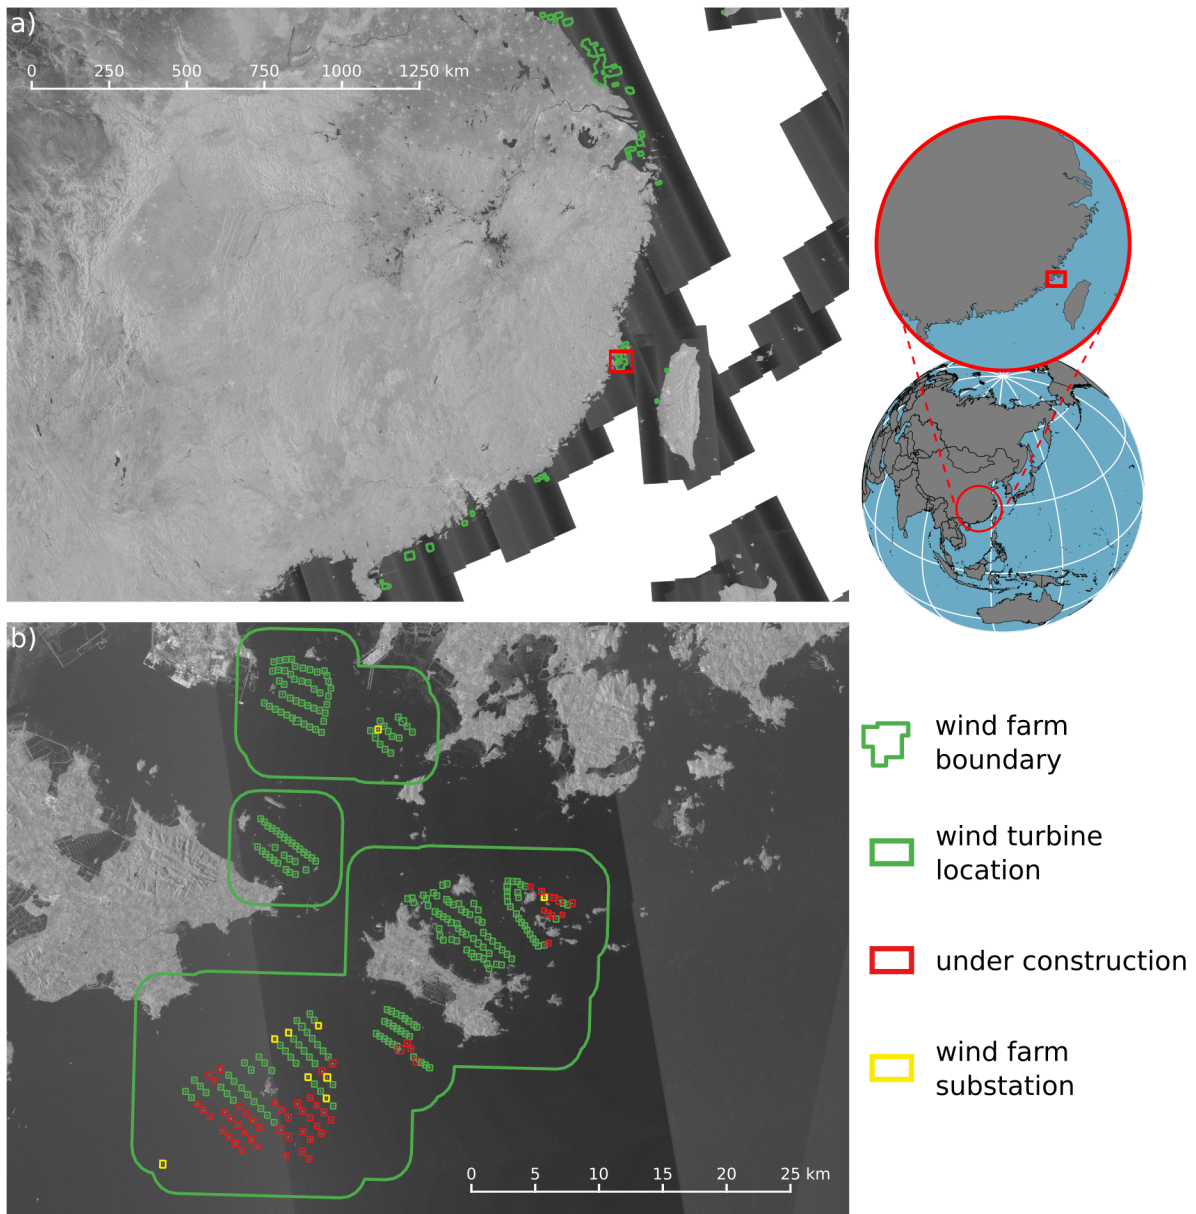 a)
0 250 500 750 1000 1250 km
b)
wind farm
boundary
wind turbine
location
under construction
wind farm
substation
0 5 10 15 20 25 km